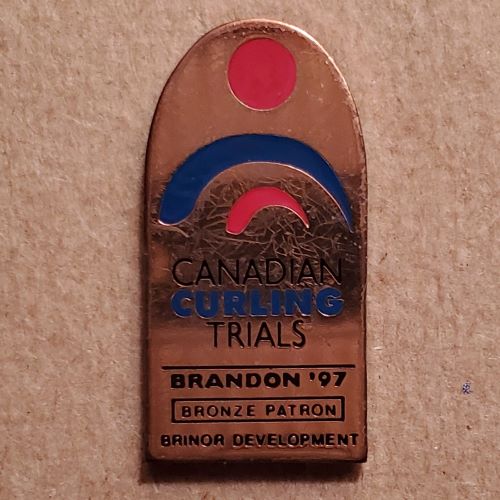 CANADIAN
CURLING
TRIALS
BRANDON '97
BRONZE PATRON
BRINOR DEVELOPMENT